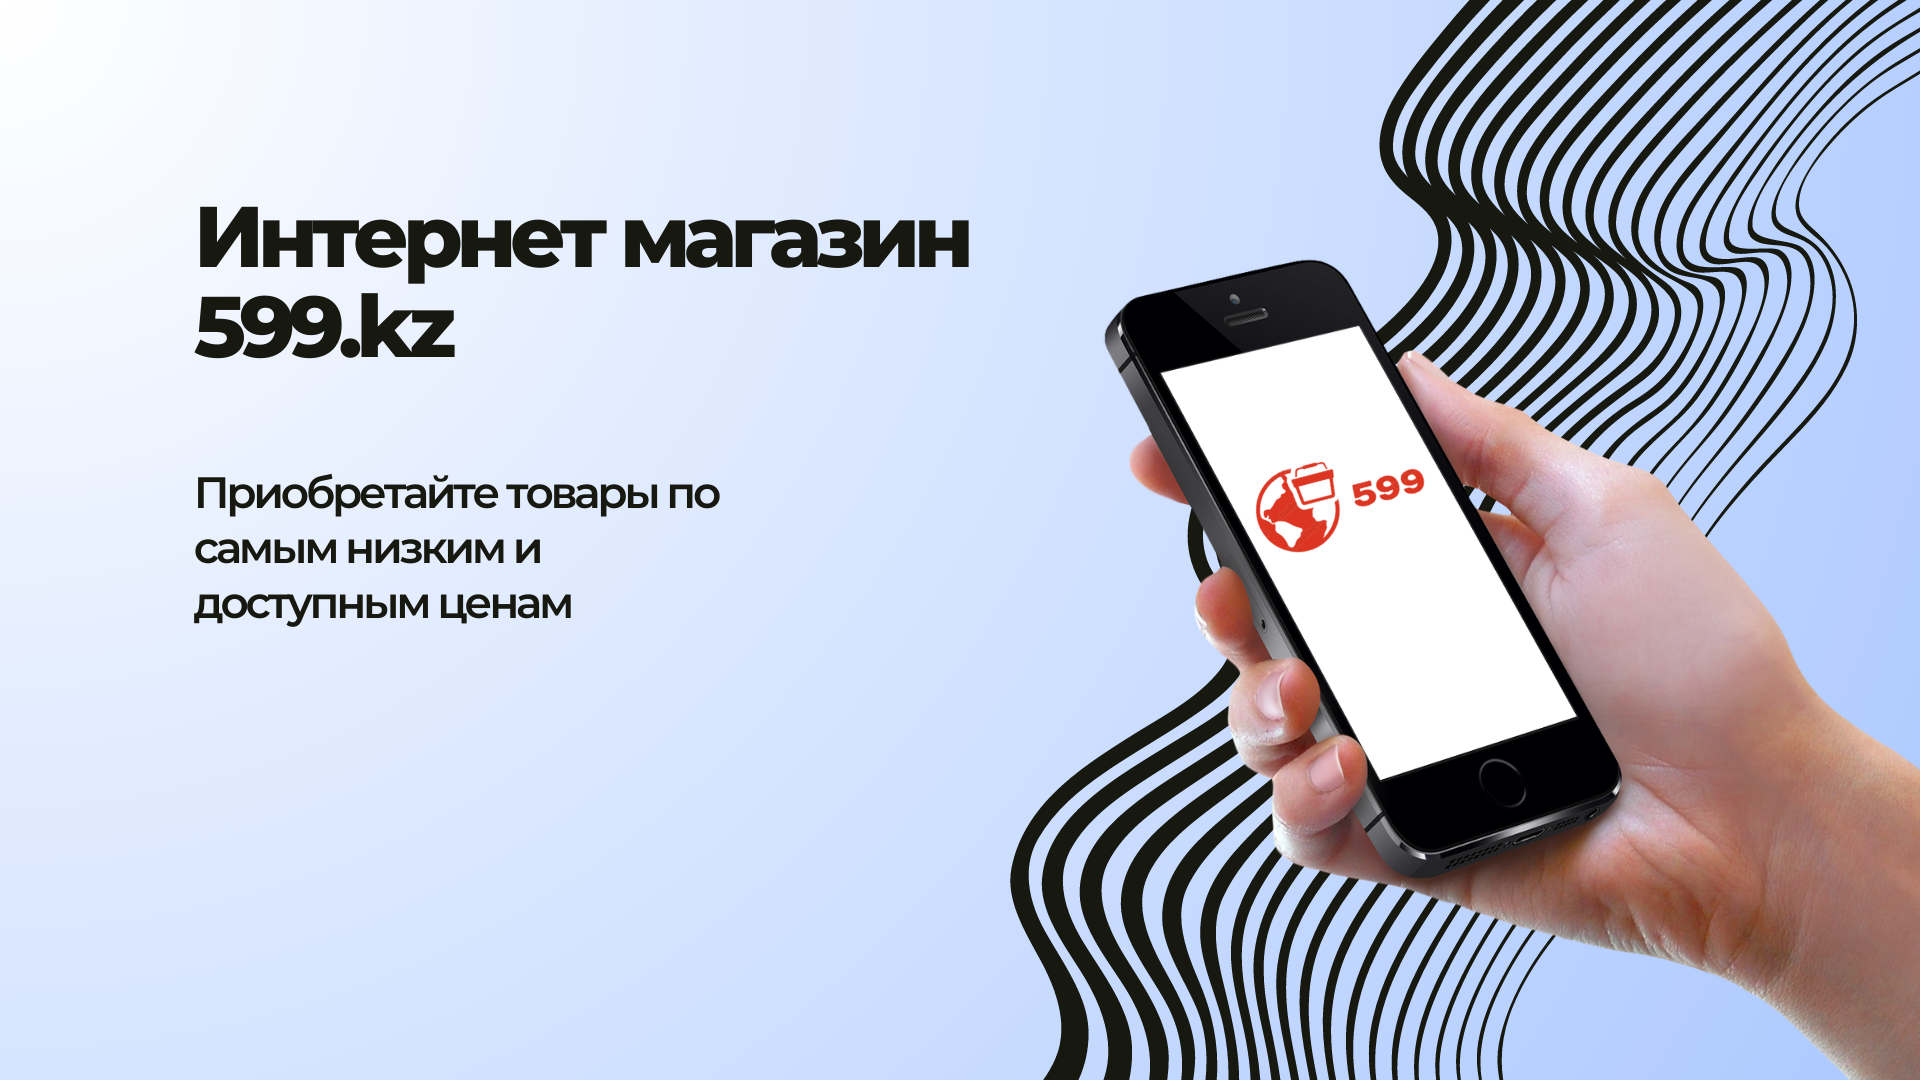 Интернет магазин
599.kz
Приобретайте товары по
самым низким и
доступным ценам
599